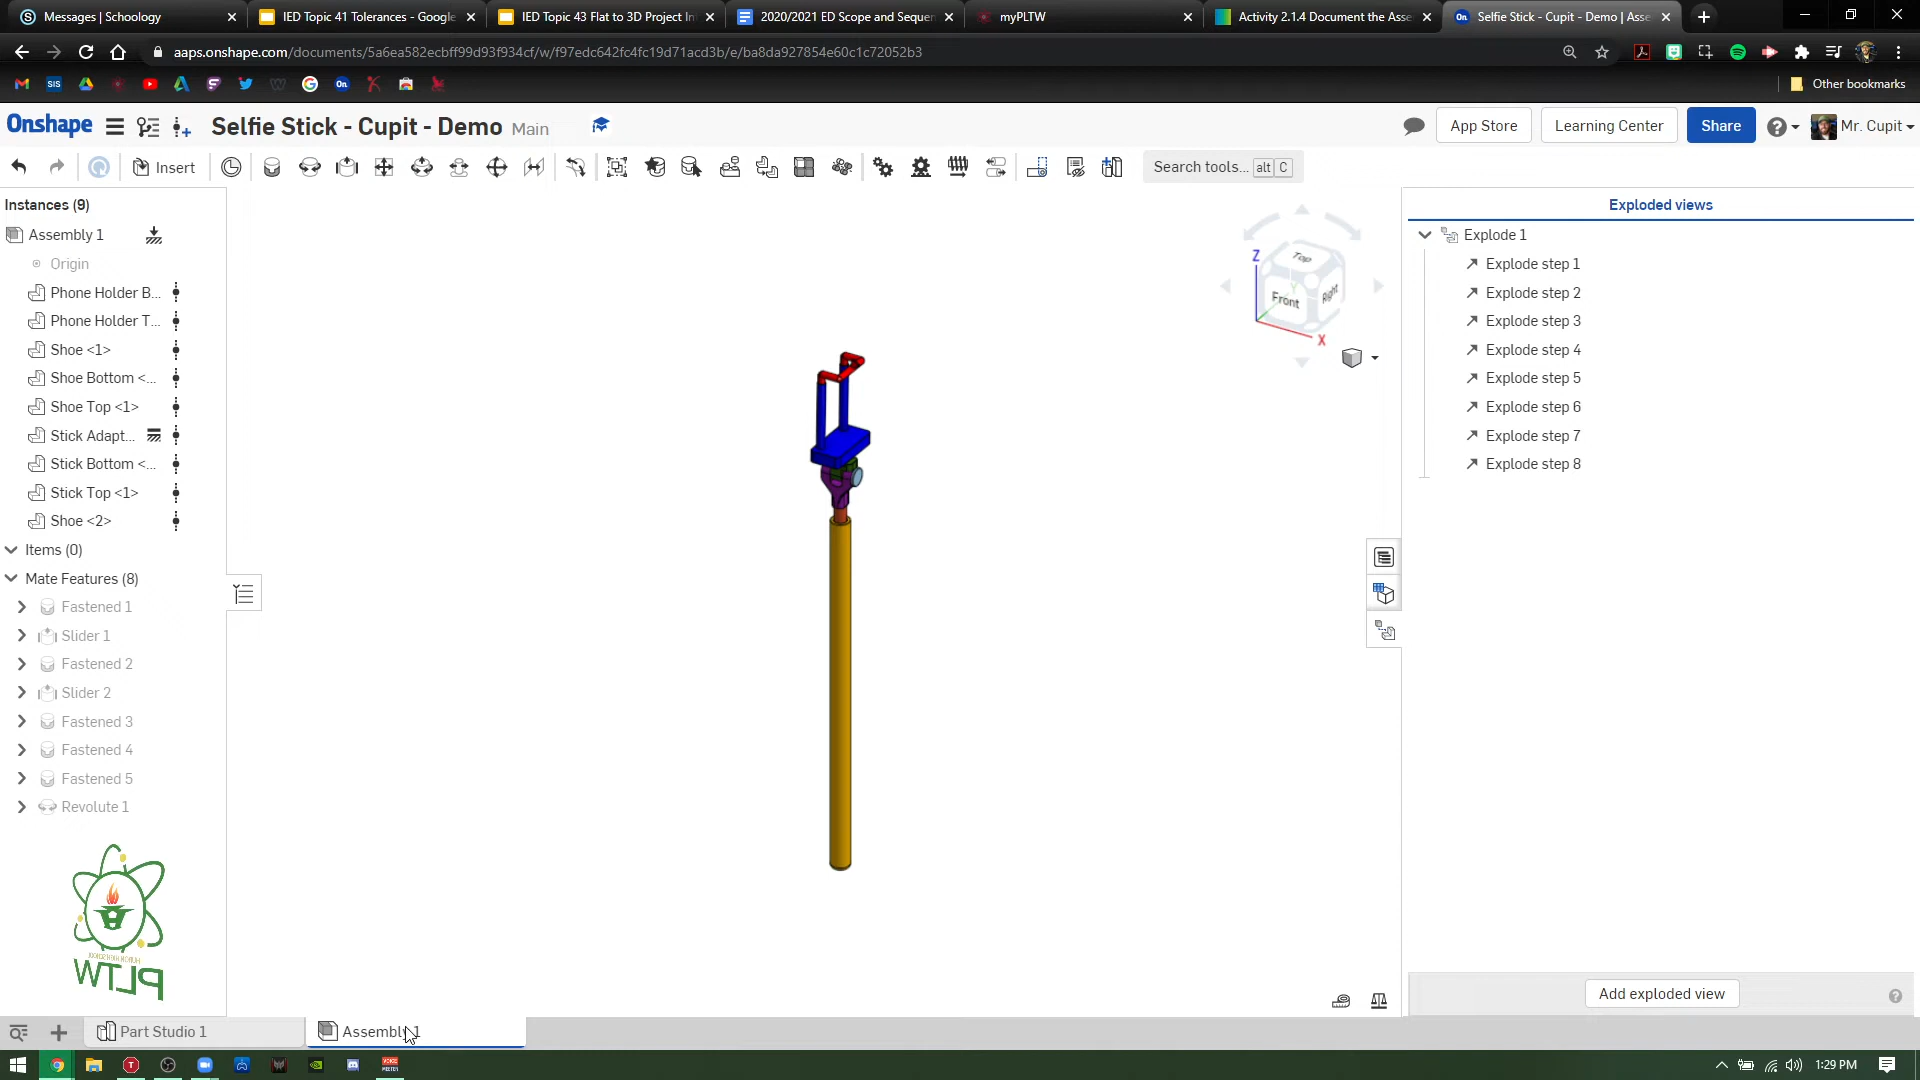 Messages | Schoology
IED Topic 41 Tolerances - Google
IED Topic 43 Flat to 3D Project In
2020/2021 ED Scope and Sequen
myPLTW
Activity 2.1.4 Document the Asse
Selfie Stick - Cupit - Demo | Asse
aaps.onshape.com/documents/5a6ea582ecbff99d93f934cf/w/f97edc642fc4fc19d71acd3b/e/ba8da927854e60c1c72052b3
SIS
On
Other bookmarks
Onshape
Selfie Stick - Cupit - Demo Main
App Store
Learning Center
Share
Mr. Cupit
Insert
Search tools... alt C
Instances (9)
Assembly 1
Origin
Phone Holder B...
Phone Holder T...
Shoe <1>
Shoe Bottom <...
Shoe Top <1>
Stick Adapt...
Stick Bottom <...
Stick Top <1>
Shoe <2>
Items (0)
Mate Features (8)
Fastened 1
Slider 1
Fastened 2
Slider 2
Fastened 3
Fastened 4
Fastened 5
Revolute 1
PLTW
Z
Top
Front
Right
Y
X
Exploded views
Explode 1
Explode step 1
Explode step 2
Explode step 3
Explode step 4
Explode step 5
Explode step 6
Explode step 7
Explode step 8
Add exploded view
Part Studio 1
Assembly 1
1:29 PM